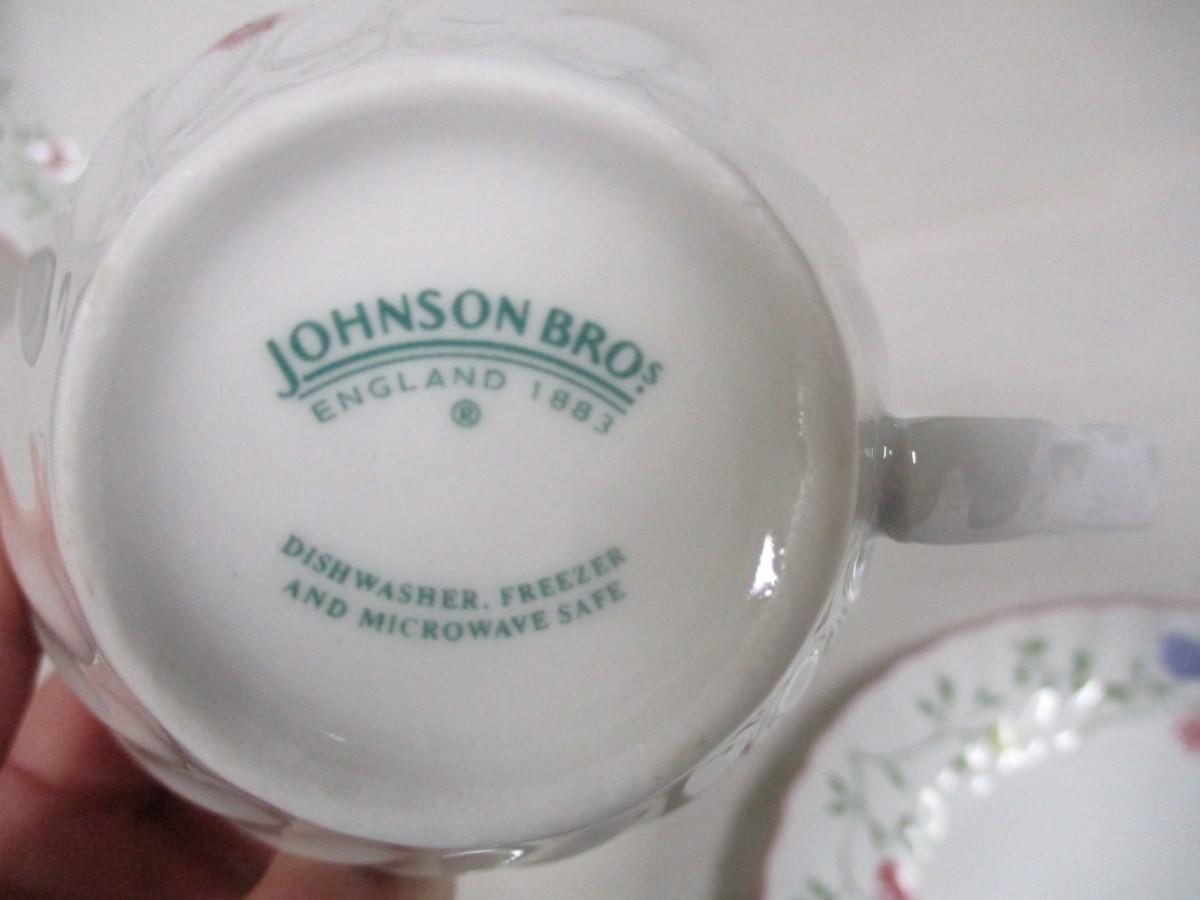 JOHNSON BROS
ENGLAND 1883
®
DISHWASHER, FREEZER
AND MICROWAVE SAFE